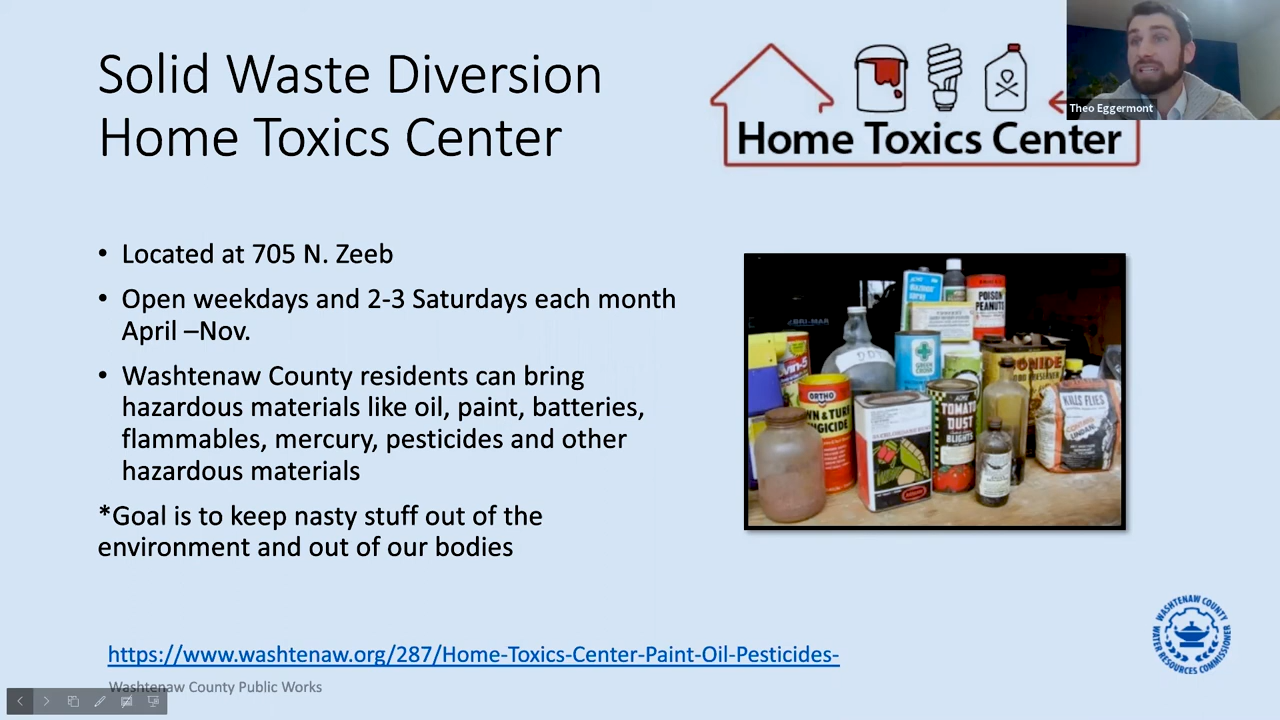 Solid Waste Diversion
Home Toxics Center
Home Toxics Center
Theo Eggermont
• Located at 705 N. Zeeb
• Open weekdays and 2-3 Saturdays each month
April –Nov.
• Washtenaw County residents can bring
hazardous materials like oil, paint, batteries,
flammables, mercury, pesticides and other
hazardous materials
*Goal is to keep nasty stuff out of the
environment and out of our bodies
POISON
PEANUTS
GREEN
CROSS
ORTHO
TOMATO
DUST
BLIGHTS
KILLS FLIES
https://www.washtenaw.org/287/Home-Toxics-Center-Paint-Oil-Pesticides-
Washtenaw County Public Works
WASHTENAW COUNTY
WATER RESOURCES COMMISSIONER